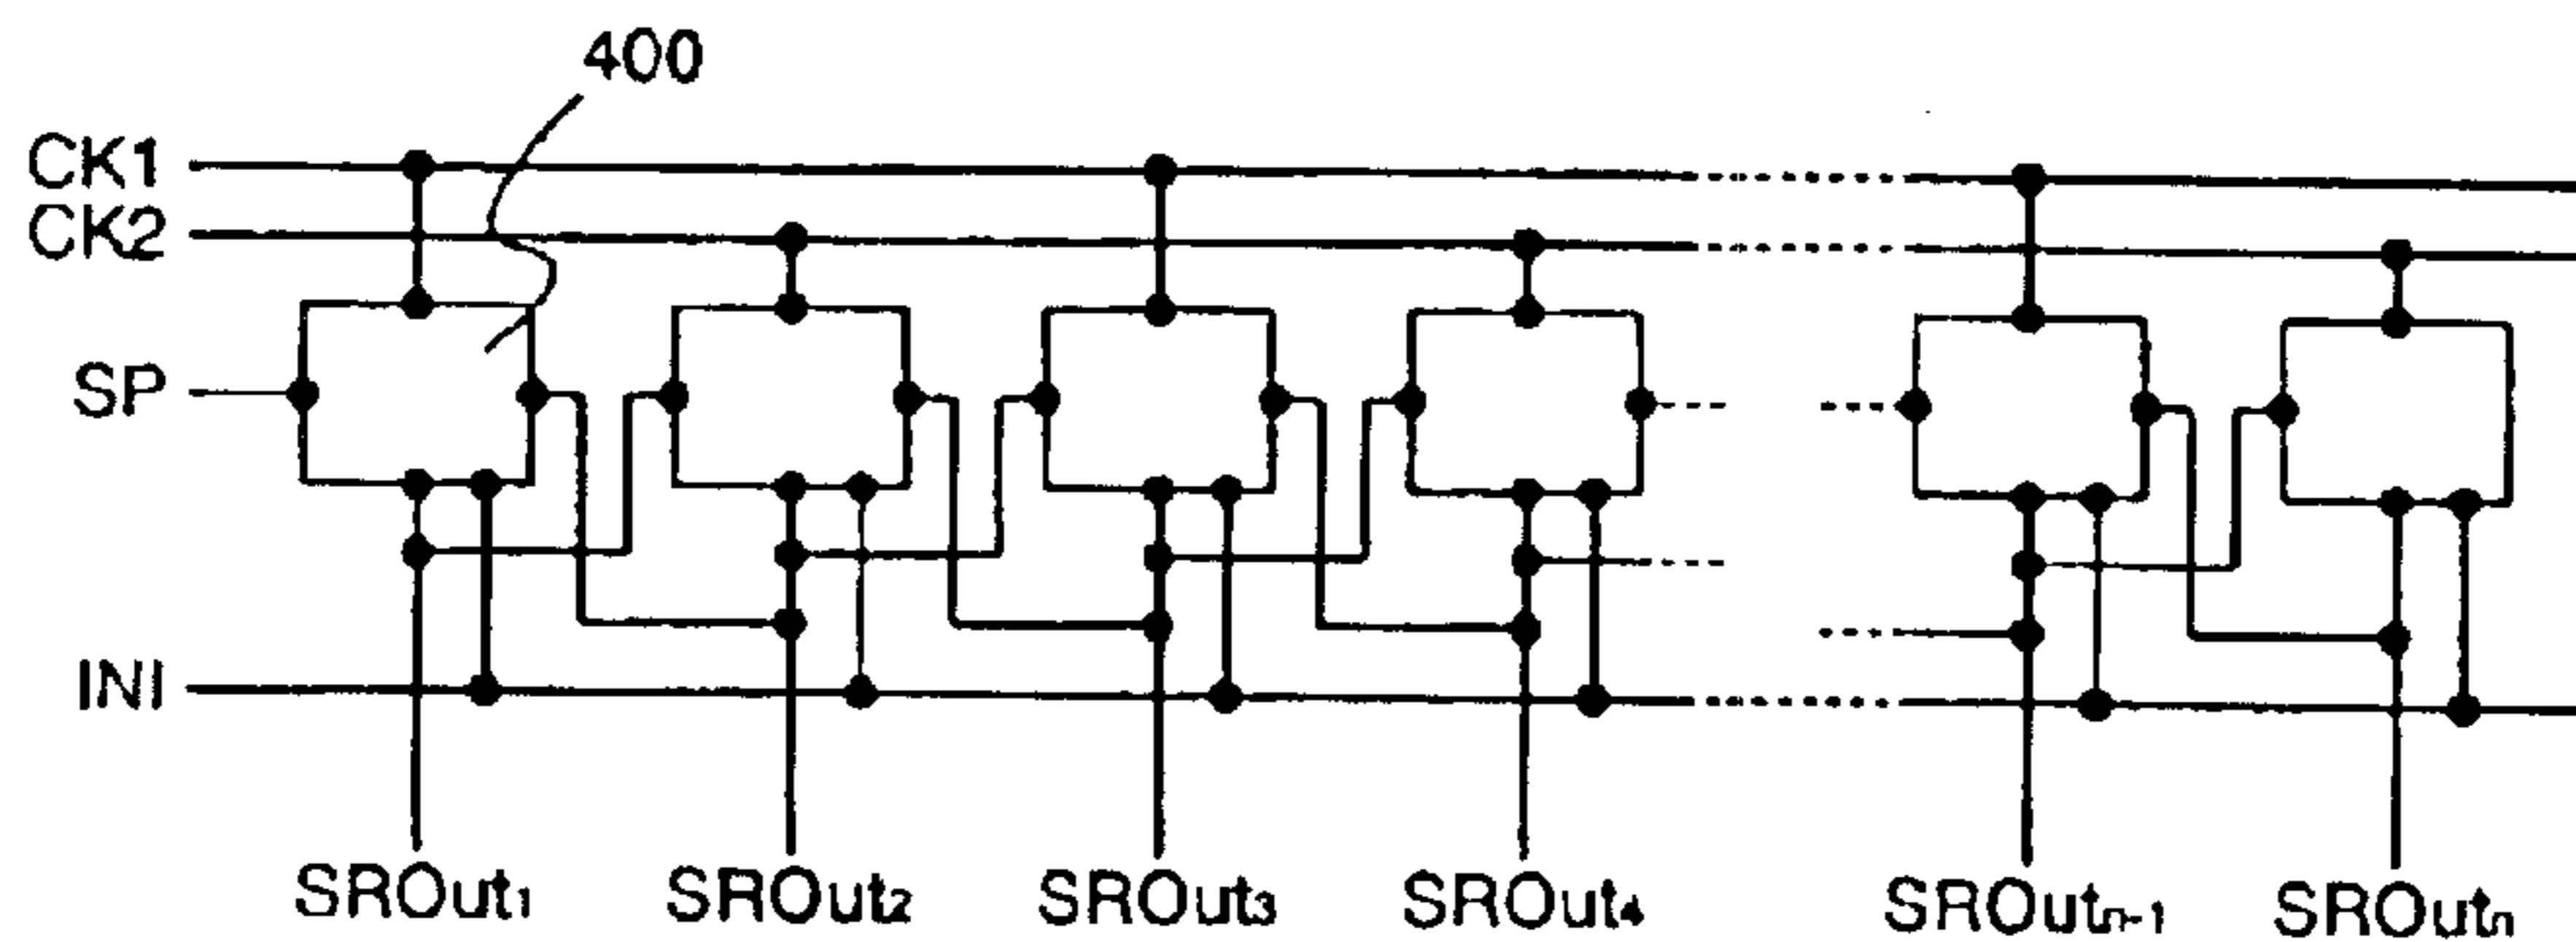 400
CK1
CK2
SP
INI
SROut₁ SROut₂ SROut₃ SROut₄ SROutₙ₋₁ SROutₙ